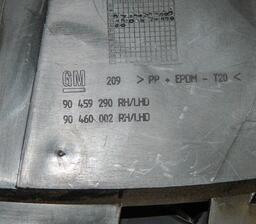 GM 209 > PP + EPDM - T20 <
90 459 290 RH/LHD
90 460 002 RH/LHD